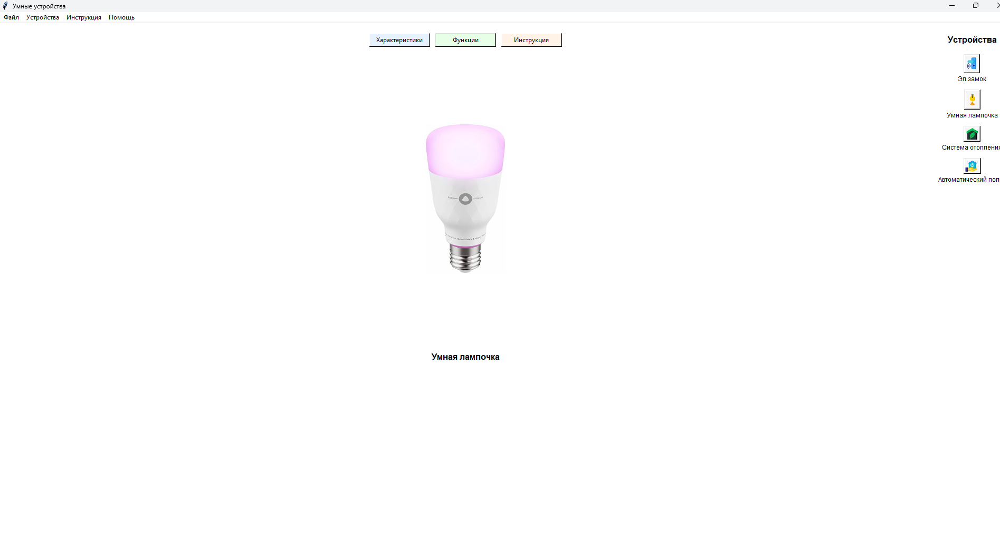 Умные устройства
Файл Устройства Инструкция Помощь
Характеристики Функции Инструкция
Устройства
Эл.замок
Умная лампочка
Система отопления
Автоматический пол
Умная лампочка